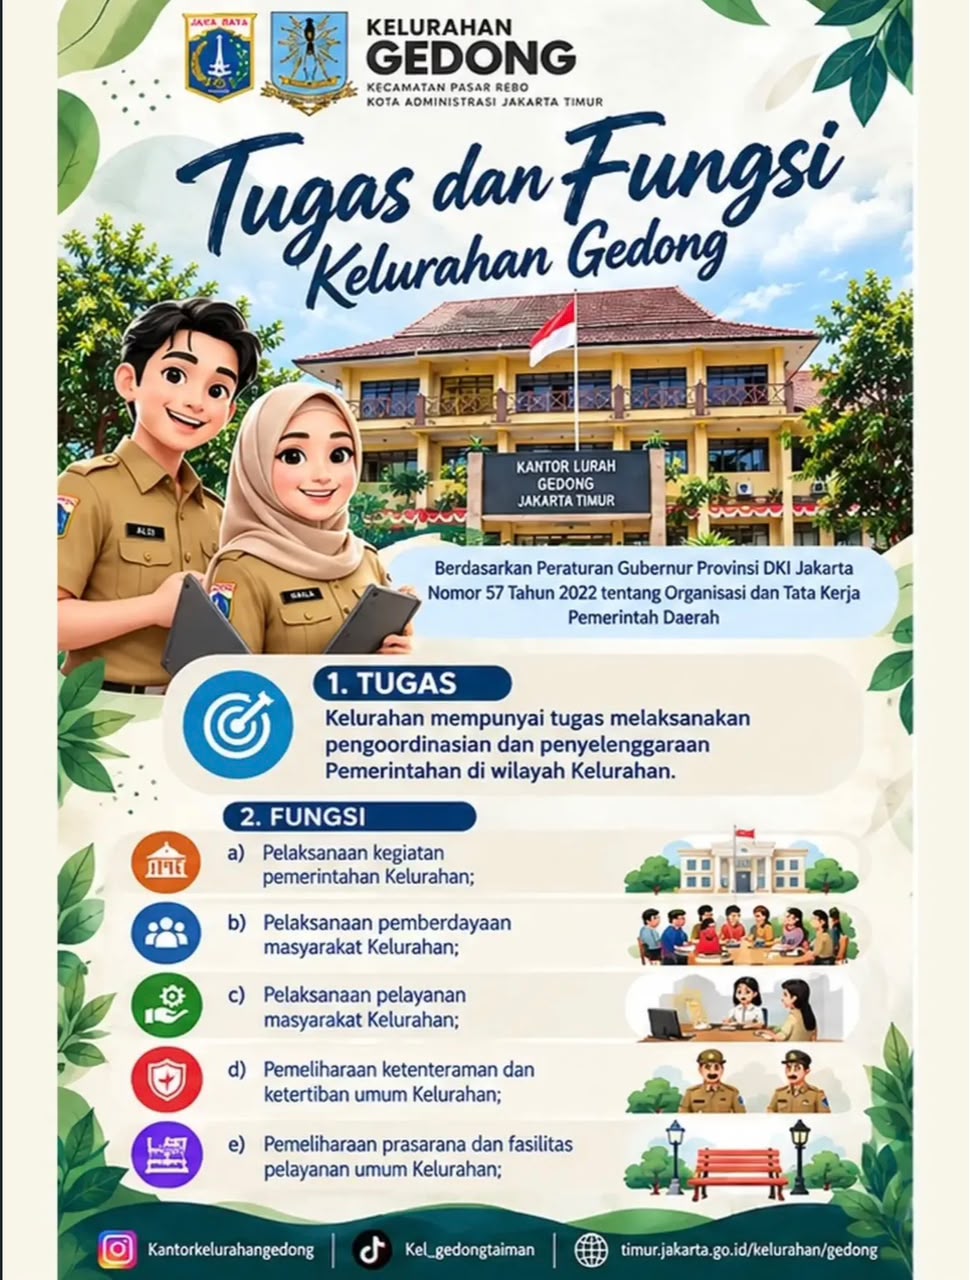 JAYA RAYA
KELURAHAN
GEDONG
KECAMATAN PASAR REBO
KOTA ADMINISTRASI JAKARTA TIMUR
Tugas dan Fungsi
Kelurahan Gedong
KANTOR LURAH
GEDONG
JAKARTA TIMUR
ALDI
Berdasarkan Peraturan Gubernur Provinsi DKI Jakarta
Nomor 57 Tahun 2022 tentang Organisasi dan Tata Kerja
Pemerintah Daerah
1. TUGAS
Kelurahan mempunyai tugas melaksanakan
pengoordinasian dan penyelenggaraan
Pemerintahan di wilayah Kelurahan.
2. FUNGSI
a) Pelaksanaan kegiatan
pemerintahan Kelurahan;
b) Pelaksanaan pemberdayaan
masyarakat Kelurahan;
c) Pelaksanaan pelayanan
masyarakat Kelurahan;
d) Pemeliharaan ketenteraman dan
ketertiban umum Kelurahan;
e) Pemeliharaan prasarana dan fasilitas
pelayanan umum Kelurahan;
Kantorkelurahangedong
Kel_gedongtaiman
timur.jakarta.go.id/kelurahan/gedong